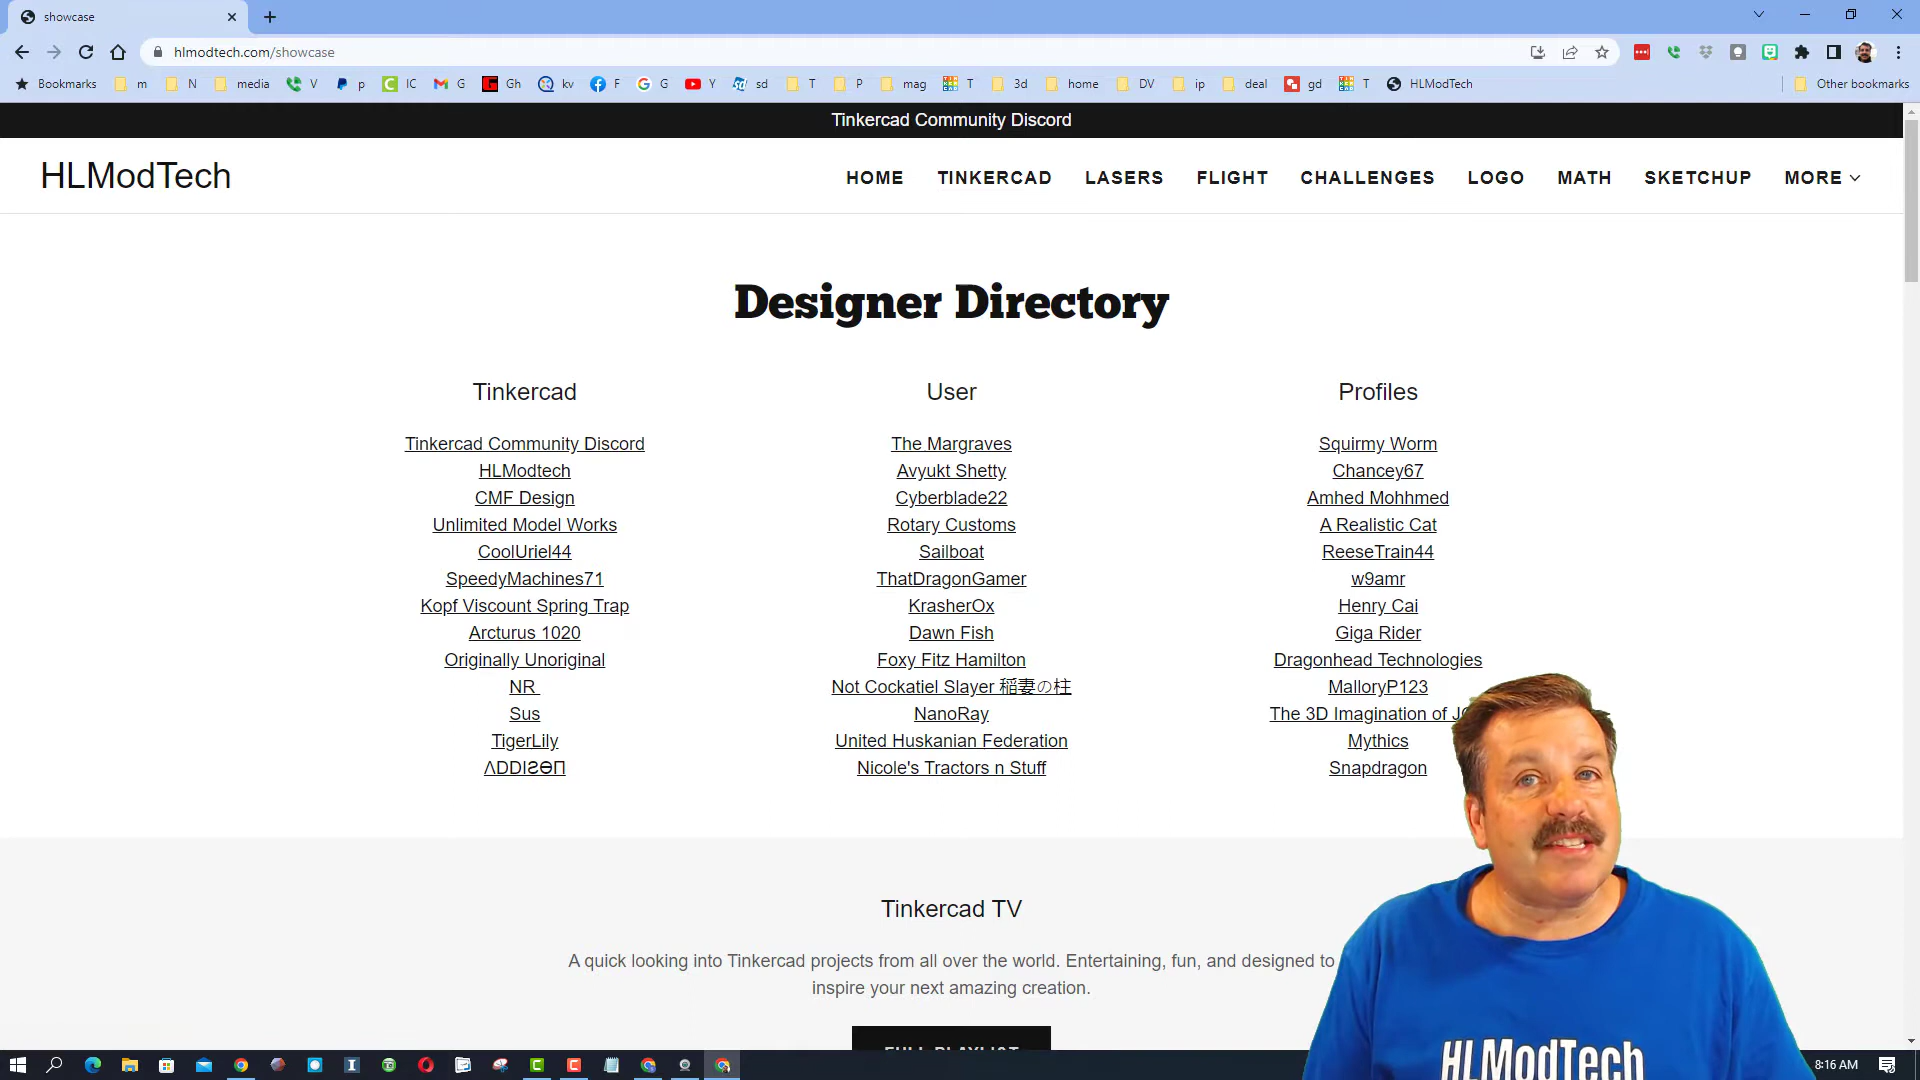 showcase
hlmodtech.com/showcase
Bookmarks m N media V p IC G Gh kv F G Y sd T P mag T 3d home DV ip deal gd T HLModTech Other bookmarks
Tinkercad Community Discord
HLModTech
HOME TINKERCAD LASERS FLIGHT CHALLENGES LOGO MATH SKETCHUP MORE
Designer Directory
Tinkercad
Tinkercad Community Discord
HLModtech
CMF Design
Unlimited Model Works
CoolUriel44
SpeedyMachines71
Kopf Viscount Spring Trap
Arcturus 1020
Originally Unoriginal
NR
Sus
TigerLily
ΛDDIƧӨП
User
The Margraves
Avyukt Shetty
Cyberblade22
Rotary Customs
Sailboat
ThatDragonGamer
KrasherOx
Dawn Fish
Foxy Fitz Hamilton
Not Cockatiel Slayer 稲妻の柱
NanoRay
United Huskanian Federation
Nicole's Tractors n Stuff
Profiles
Squirmy Worm
Chancey67
Amhed Mohhmed
A Realistic Cat
ReeseTrain44
w9amr
Henry Cai
Giga Rider
Dragonhead Technologies
MalloryP123
The 3D Imagination of
Mythics
Snapdragon
Tinkercad TV
A quick looking into Tinkercad projects from all over the world. Entertaining, fun, and designed to
inspire your next amazing creation.
FULL PLAYLIST
HLModTech
8:16 AM